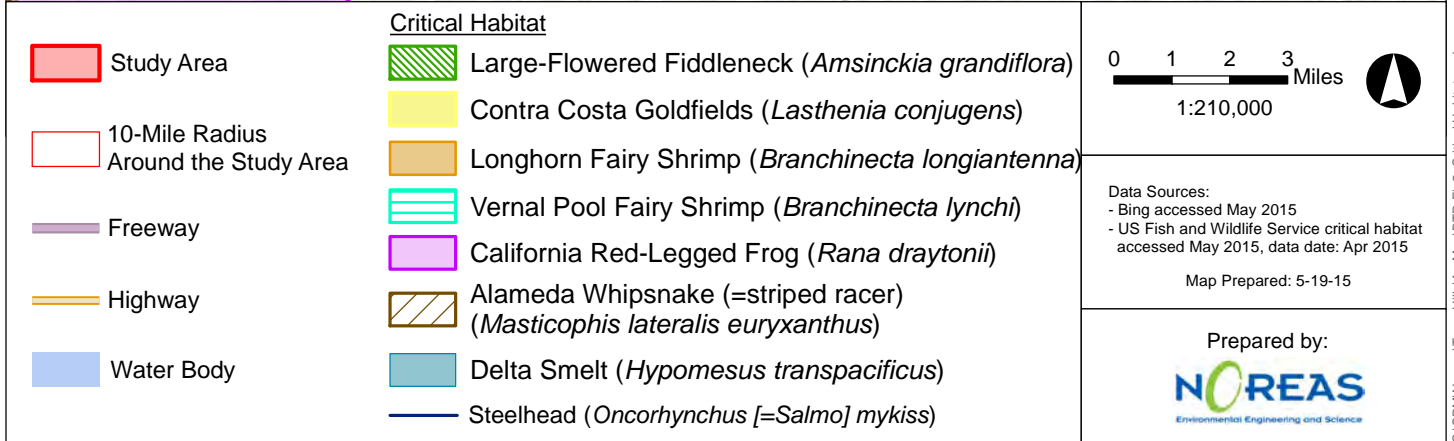 Study Area
10-Mile Radius
Around the Study Area
Freeway
Highway
Water Body
Critical Habitat
Large-Flowered Fiddleneck (Amsinckia grandiflora)
Contra Costa Goldfields (Lasthenia conjugens)
Longhorn Fairy Shrimp (Branchinecta longiantenna)
Vernal Pool Fairy Shrimp (Branchinecta lynchi)
California Red-Legged Frog (Rana draytonii)
Alameda Whipsnake (=striped racer)
(Masticophis lateralis euryxanthus)
Delta Smelt (Hypomesus transpacificus)
Steelhead (Oncorhynchus [=Salmo] mykiss)
0 1 2 3 Miles
1:210,000
Data Sources:
- Bing accessed May 2015
- US Fish and Wildlife Service critical habitat
accessed May 2015, data date: Apr 2015
Map Prepared: 5-19-15
Prepared by:
NOREAS
Environmental Engineering and Science